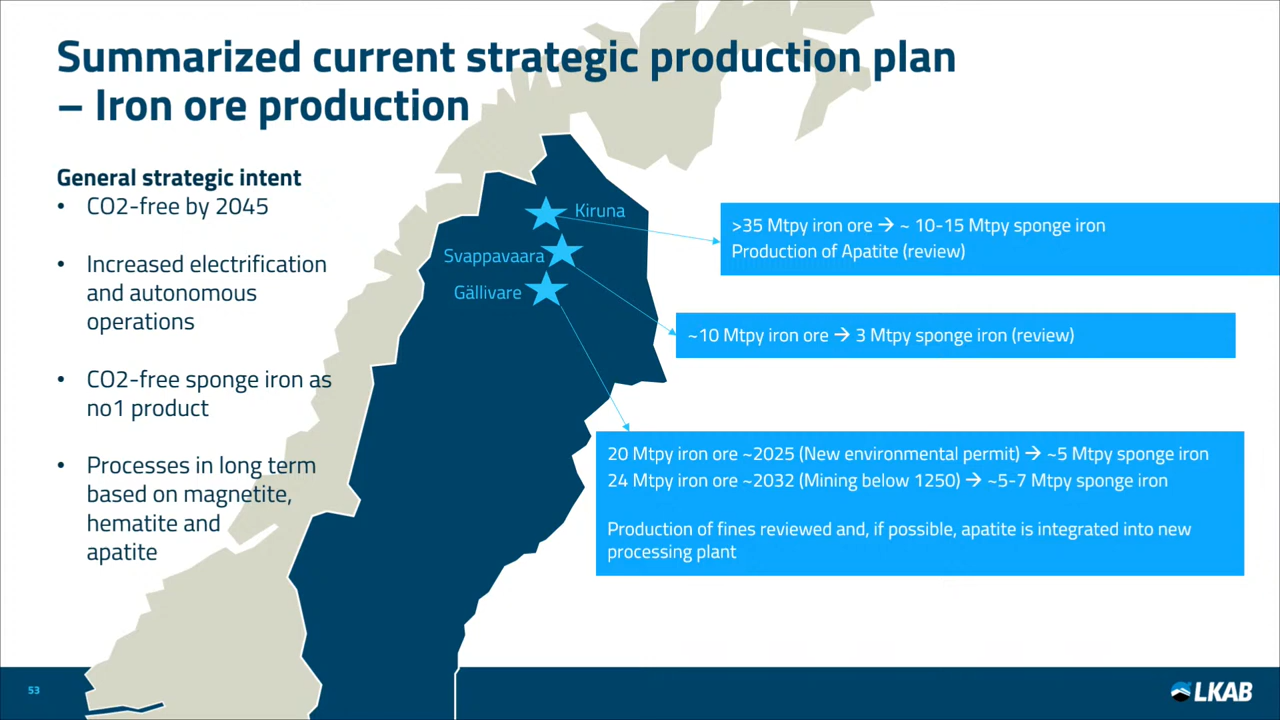 Summarized current strategic production plan
– Iron ore production
General strategic intent
• CO2-free by 2045
• Increased electrification
and autonomous
operations
• CO2-free sponge iron as
no1 product
• Processes in long term
based on magnetite,
hematite and
apatite
Kiruna
Svappavaara
Gällivare
>35 Mtpy iron ore → ~ 10-15 Mtpy sponge iron
Production of Apatite (review)
~10 Mtpy iron ore → 3 Mtpy sponge iron (review)
20 Mtpy iron ore ~2025 (New environmental permit) → ~5 Mtpy sponge iron
24 Mtpy iron ore ~2032 (Mining below 1250) → ~5-7 Mtpy sponge iron
Production of fines reviewed and, if possible, apatite is integrated into new
processing plant
53
LKAB